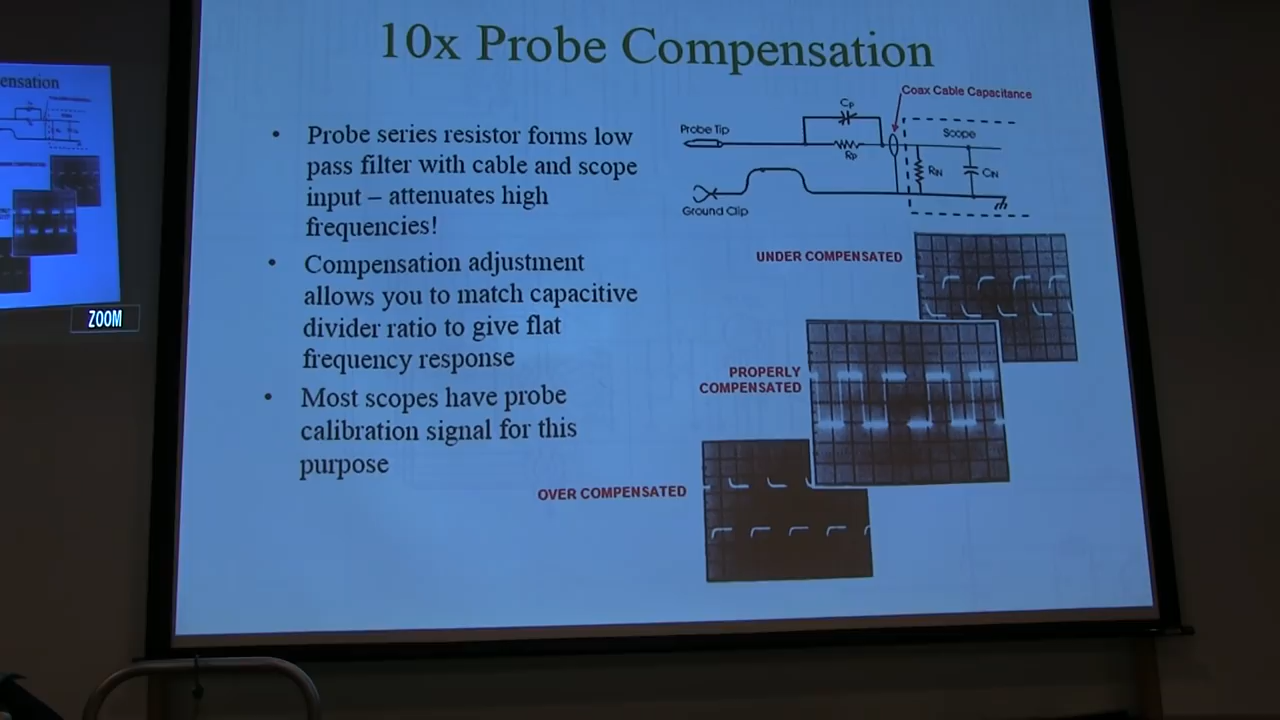 10x Probe Compensation
• Probe series resistor forms low
pass filter with cable and scope
input – attenuates high
frequencies!
• Compensation adjustment
allows you to match capacitive
divider ratio to give flat
frequency response
• Most scopes have probe
calibration signal for this
purpose
Coax Cable Capacitance
Probe Tip
Cp
Rp
Scope
RIN
CIN
Ground Clip
UNDER COMPENSATED
PROPERLY
COMPENSATED
OVER COMPENSATED
ensation
ZOOM